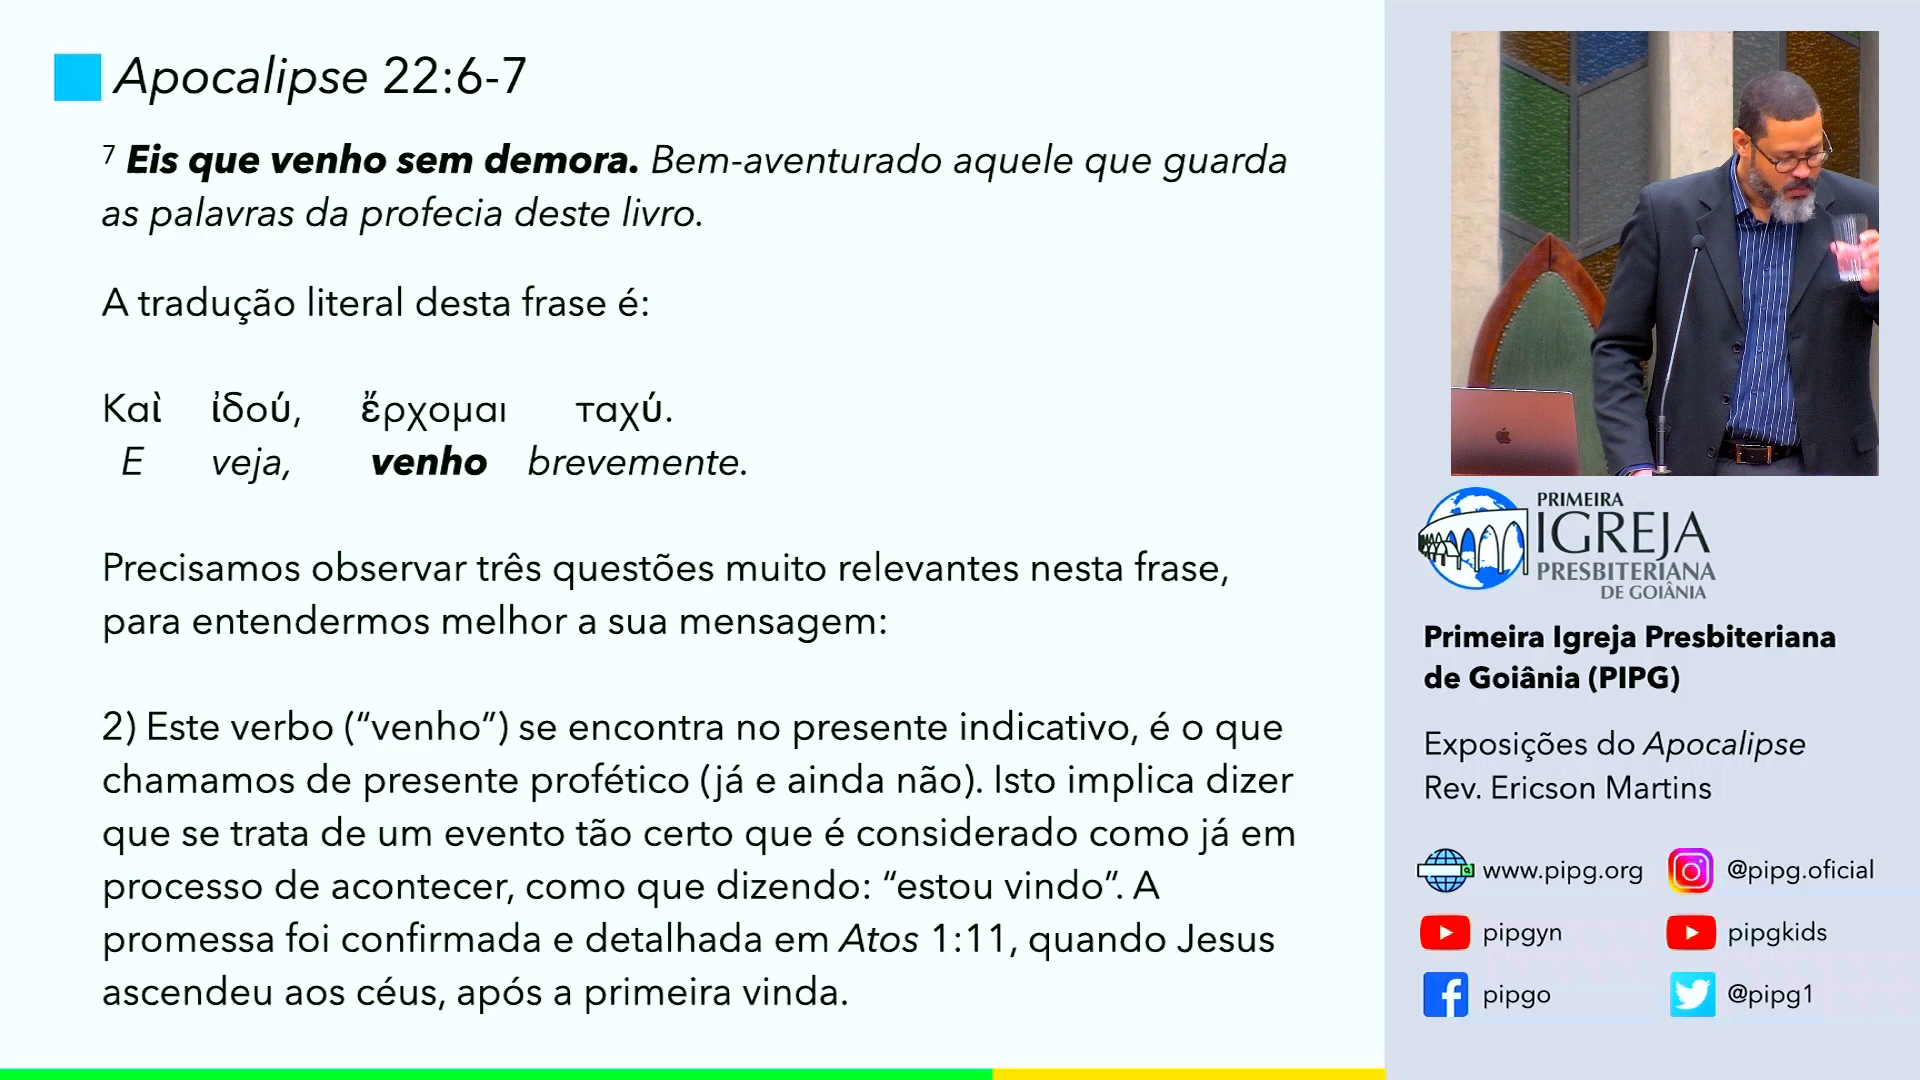 Apocalipse 22:6-7
7 Eis que venho sem demora. Bem-aventurado aquele que guarda
as palavras da profecia deste livro.
A tradução literal desta frase é:
Καὶ ἰδού, ἔρχομαι ταχύ.
E veja, venho brevemente.
Precisamos observar três questões muito relevantes nesta frase,
para entendermos melhor a sua mensagem:
2) Este verbo (“venho”) se encontra no presente indicativo, é o que
chamamos de presente profético (já e ainda não). Isto implica dizer
que se trata de um evento tão certo que é considerado como já em
processo de acontecer, como que dizendo: “estou vindo”. A
promessa foi confirmada e detalhada em Atos 1:11, quando Jesus
ascendeu aos céus, após a primeira vinda.
PRIMEIRA
IGREJA
PRESBITERIANA
DE GOIÂNIA
Primeira Igreja Presbiteriana
de Goiânia (PIPG)
Exposições do Apocalipse
Rev. Ericson Martins
www.pipg.org @pipg.oficial
pipgyn pipgkids
pipgo @pipg1